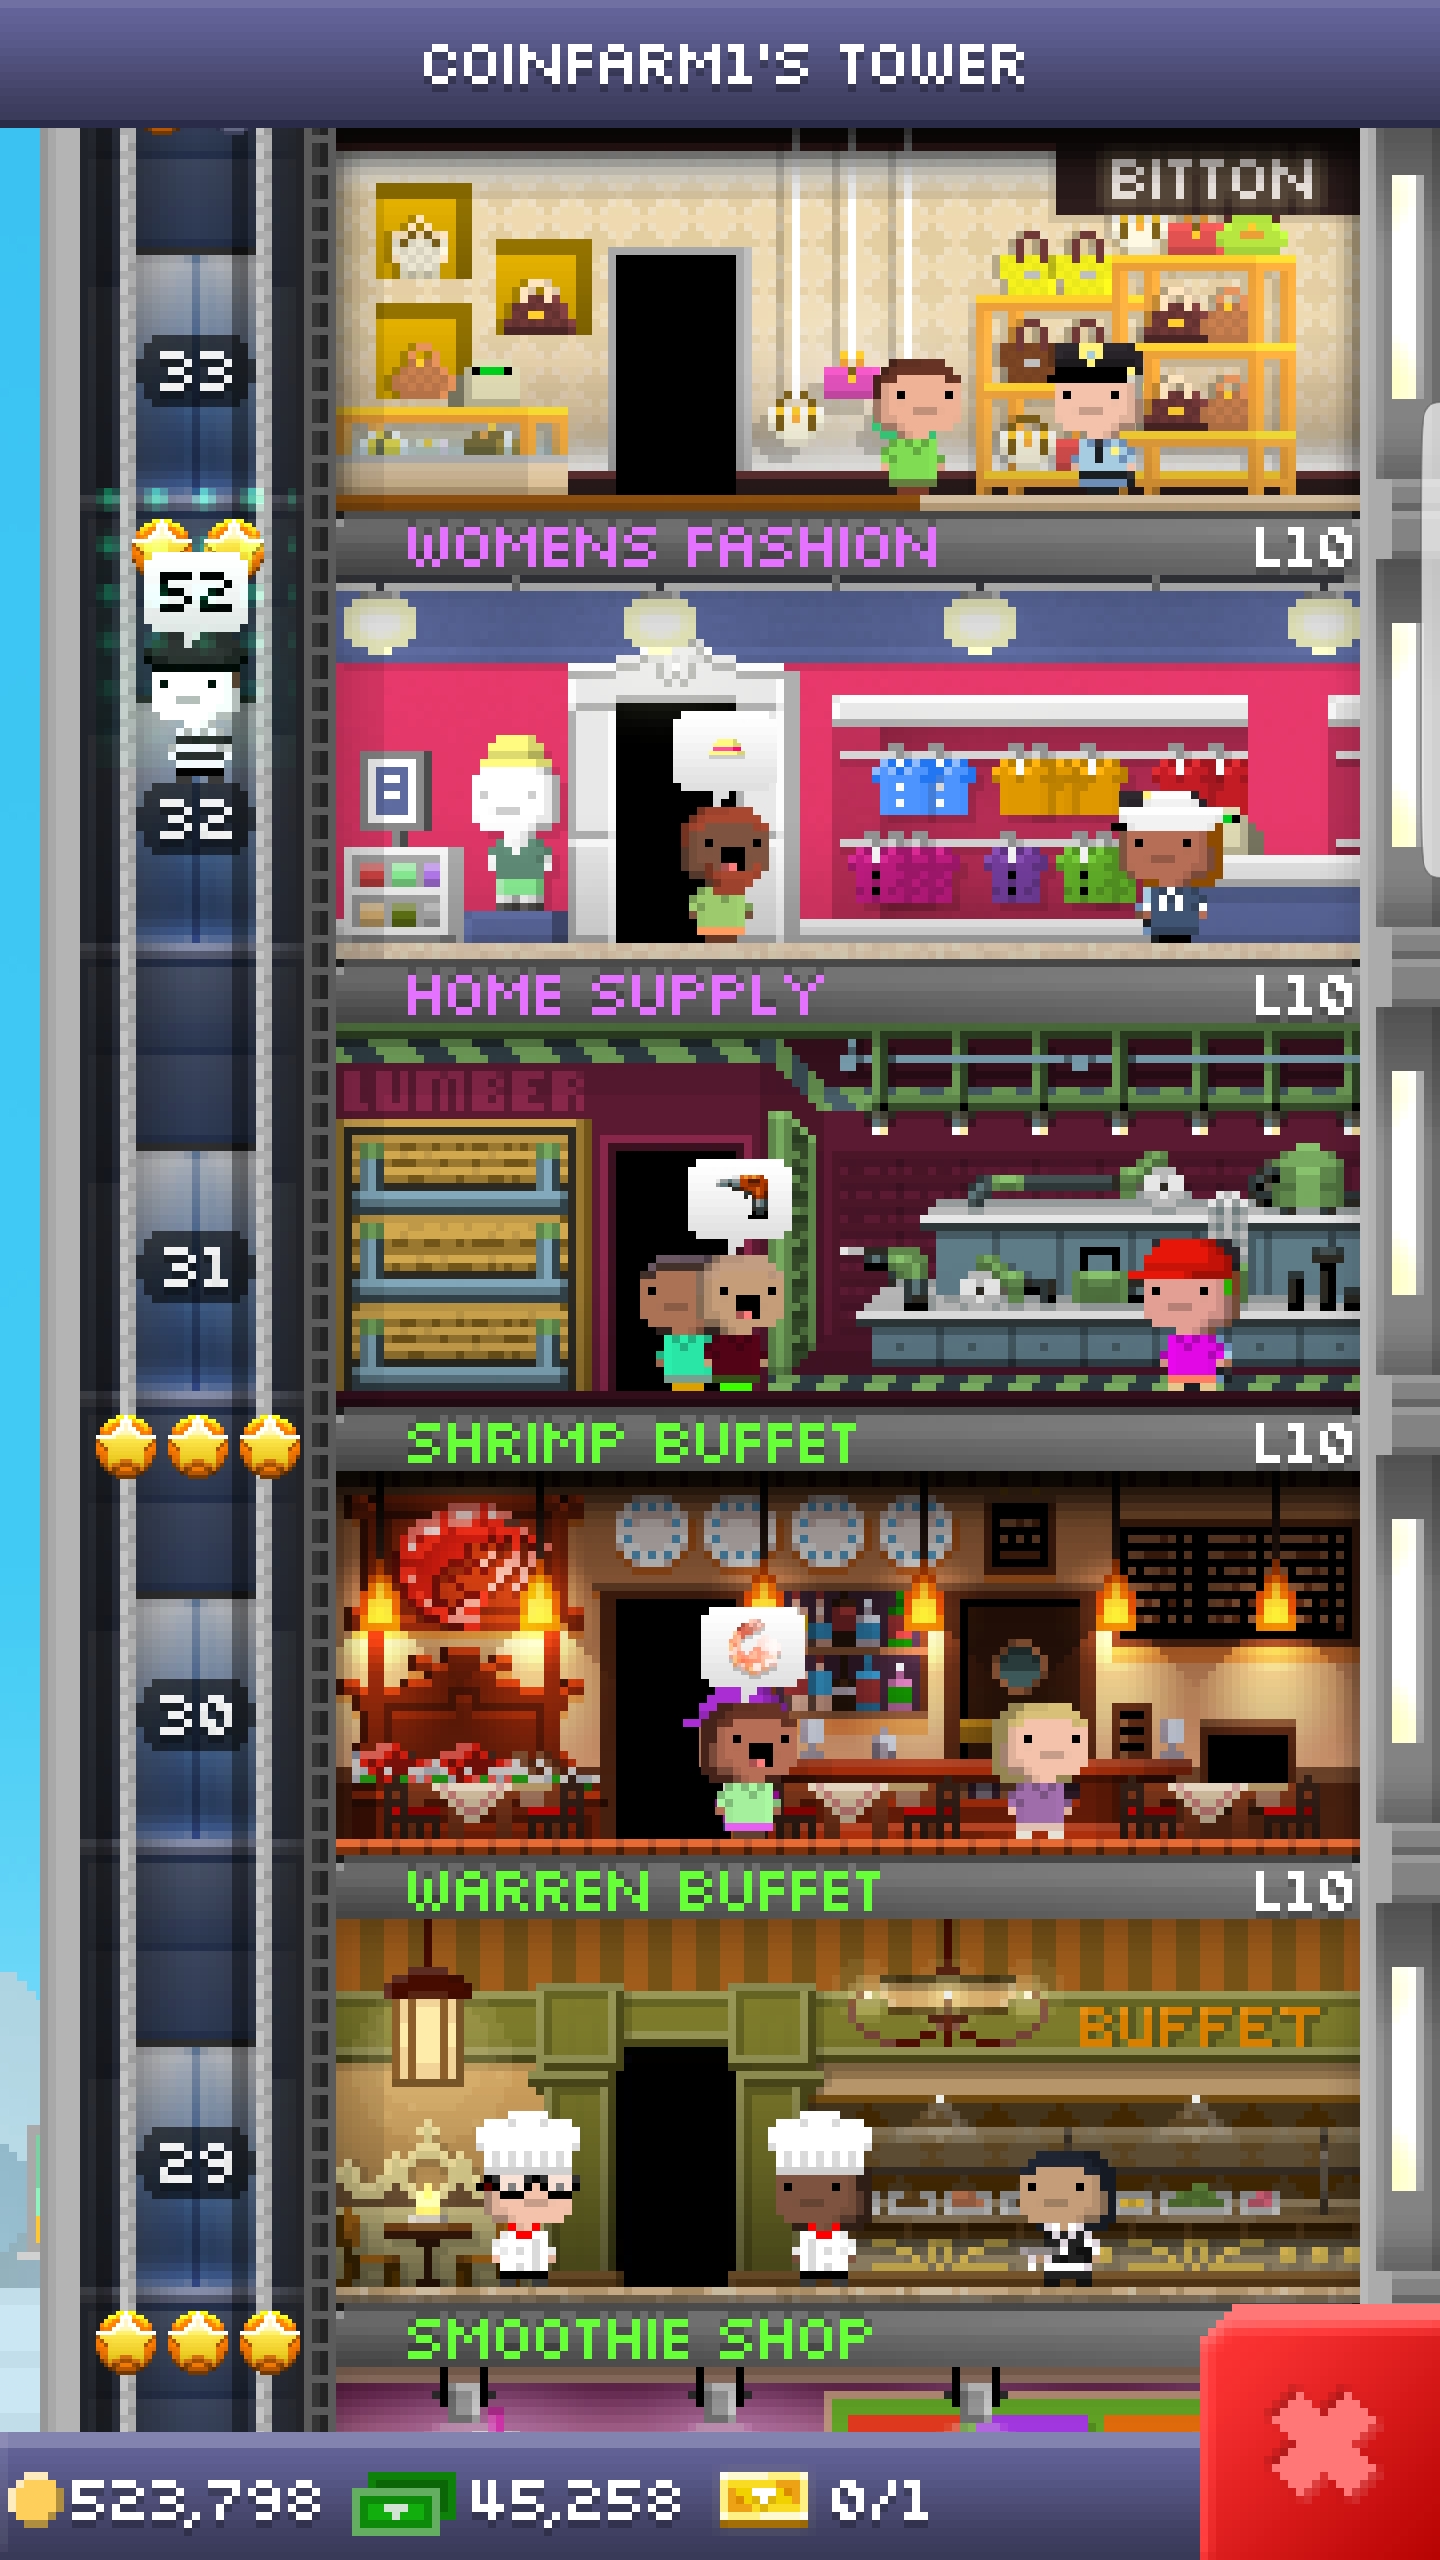 COINFARM1'S TOWER
BITTON
33
WOMENS FASHION L10
52
32
HOME SUPPLY L10
LUMBER
31
SHRIMP BUFFET L10
30
WARREN BUFFET L10
BUFFET
29
SMOOTHIE SHOP
523,798 45,258 0/1